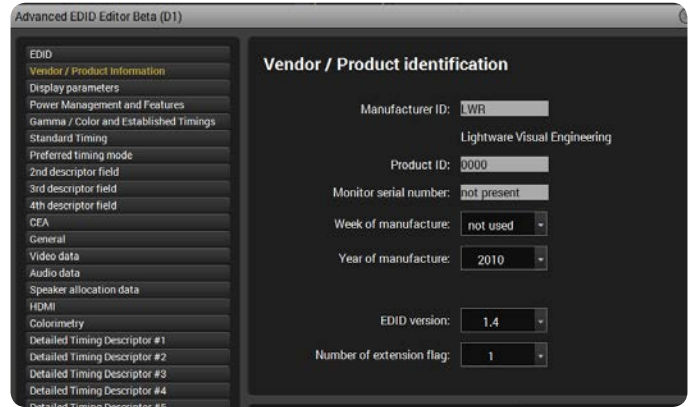 Advanced EDID Editor Beta (D1)
EDID
Vendor / Product Information
Display parameters
Power Management and Features
Gamma / Color and Established Timings
Standard Timing
Preferred timing mode
2nd descriptor field
3rd descriptor field
4th descriptor field
CEA
General
Video data
Audio data
Speaker allocation data
HDMI
Colorimetry
Detailed Timing Descriptor #1
Detailed Timing Descriptor #2
Detailed Timing Descriptor #3
Detailed Timing Descriptor #4
Detailed Timing Descriptor #5
Vendor / Product identification
Manufacturer ID: LWR
Lightware Visual Engineering
Product ID: 0000
Monitor serial number: not present
Week of manufacture: not used
Year of manufacture: 2010
EDID version: 1.4
Number of extension flag: 1